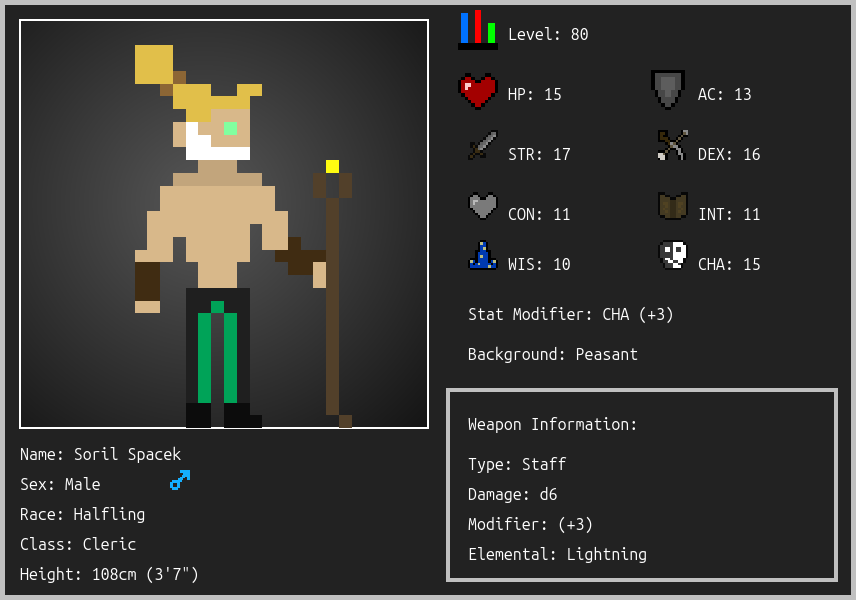 Level: 80
HP: 15
AC: 13
STR: 17
DEX: 16
CON: 11
INT: 11
WIS: 10
CHA: 15
Stat Modifier: CHA (+3)
Background: Peasant
Weapon Information:
Type: Staff
Damage: d6
Modifier: (+3)
Elemental: Lightning
Name: Soril Spacek
Sex: Male
Race: Halfling
Class: Cleric
Height: 108cm (3'7")